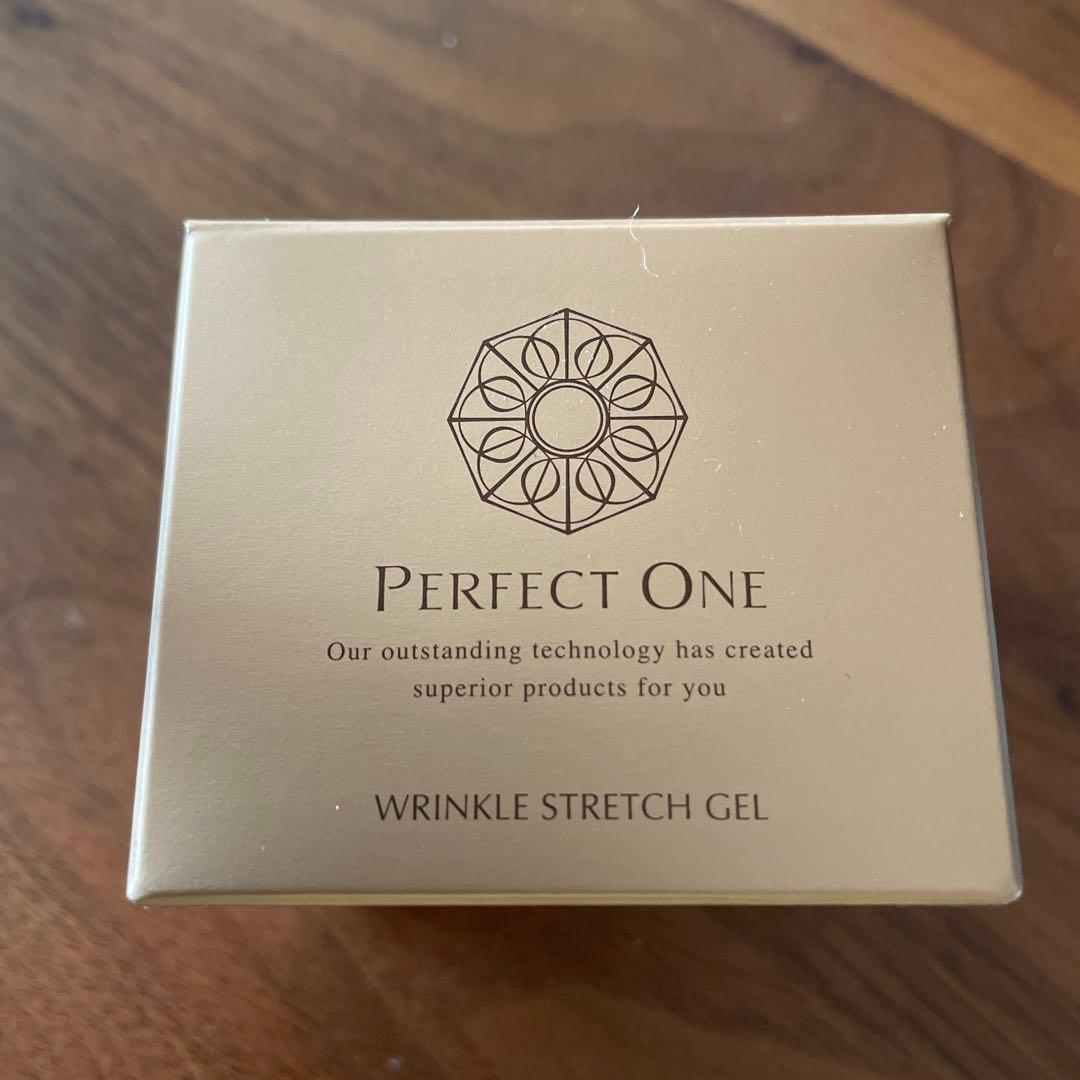 PERFECT ONE
Our outstanding technology has created
superior products for you
WRINKLE STRETCH GEL